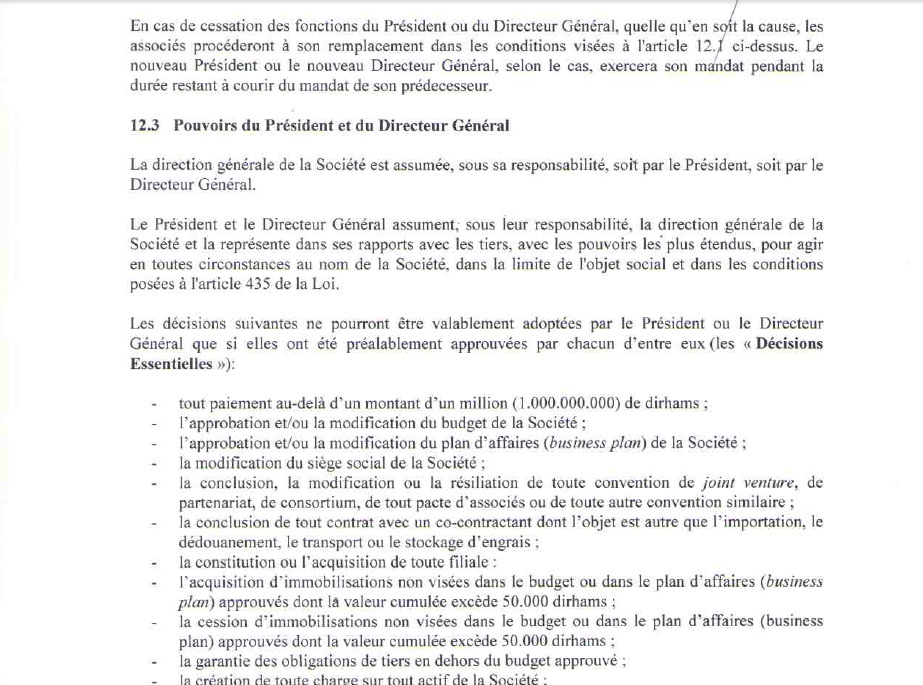 En cas de cessation des fonctions du Président ou du Directeur Général, quelle qu'en soit la cause, les
associés procéderont à son remplacement dans les conditions visées à l'article 12.1 ci-dessus. Le
nouveau Président ou le nouveau Directeur Général, selon le cas, exercera son mandat pendant la
durée restant à courir du mandat de son prédecesseur.
12.3 Pouvoirs du Président et du Directeur Général
La direction générale de la Société est assumée, sous sa responsabilité, soit par le Président, soit par le
Directeur Général.
Le Président et le Directeur Général assument, sous leur responsabilité, la direction générale de la
Société et la représente dans ses rapports avec les tiers, avec les pouvoirs les plus étendus, pour agir
en toutes circonstances au nom de la Société, dans la limite de l'objet social et dans les conditions
posées à l'article 435 de la Loi.
Les décisions suivantes ne pourront être valablement adoptées par le Président ou le Directeur
Général que si elles ont été préalablement approuvées par chacun d'entre eux (les « Décisions
Essentielles »):
- tout paiement au-delà d'un montant d'un million (1.000.000.000) de dirhams ;
- l'approbation et/ou la modification du budget de la Société ;
- l'approbation et/ou la modification du plan d'affaires (business plan) de la Société ;
- la modification du siège social de la Société ;
- la conclusion, la modification ou la résiliation de toute convention de joint venture, de
partenariat, de consortium, de tout pacte d'associés ou de toute autre convention similaire ;
- la conclusion de tout contrat avec un co-contractant dont l'objet est autre que l'importation, le
dédouanement, le transport ou le stockage d'engrais ;
- la constitution ou l'acquisition de toute filiale :
- l'acquisition d'immobilisations non visées dans le budget ou dans le plan d'affaires (business
plan) approuvés dont la valeur cumulée excède 50.000 dirhams ;
- la cession d'immobilisations non visées dans le budget ou dans le plan d'affaires (business
plan) approuvés dont la valeur cumulée excède 50.000 dirhams ;
- la garantie des obligations de tiers en dehors du budget approuvé ;
- la création de toute charge sur tout actif de la Société ;